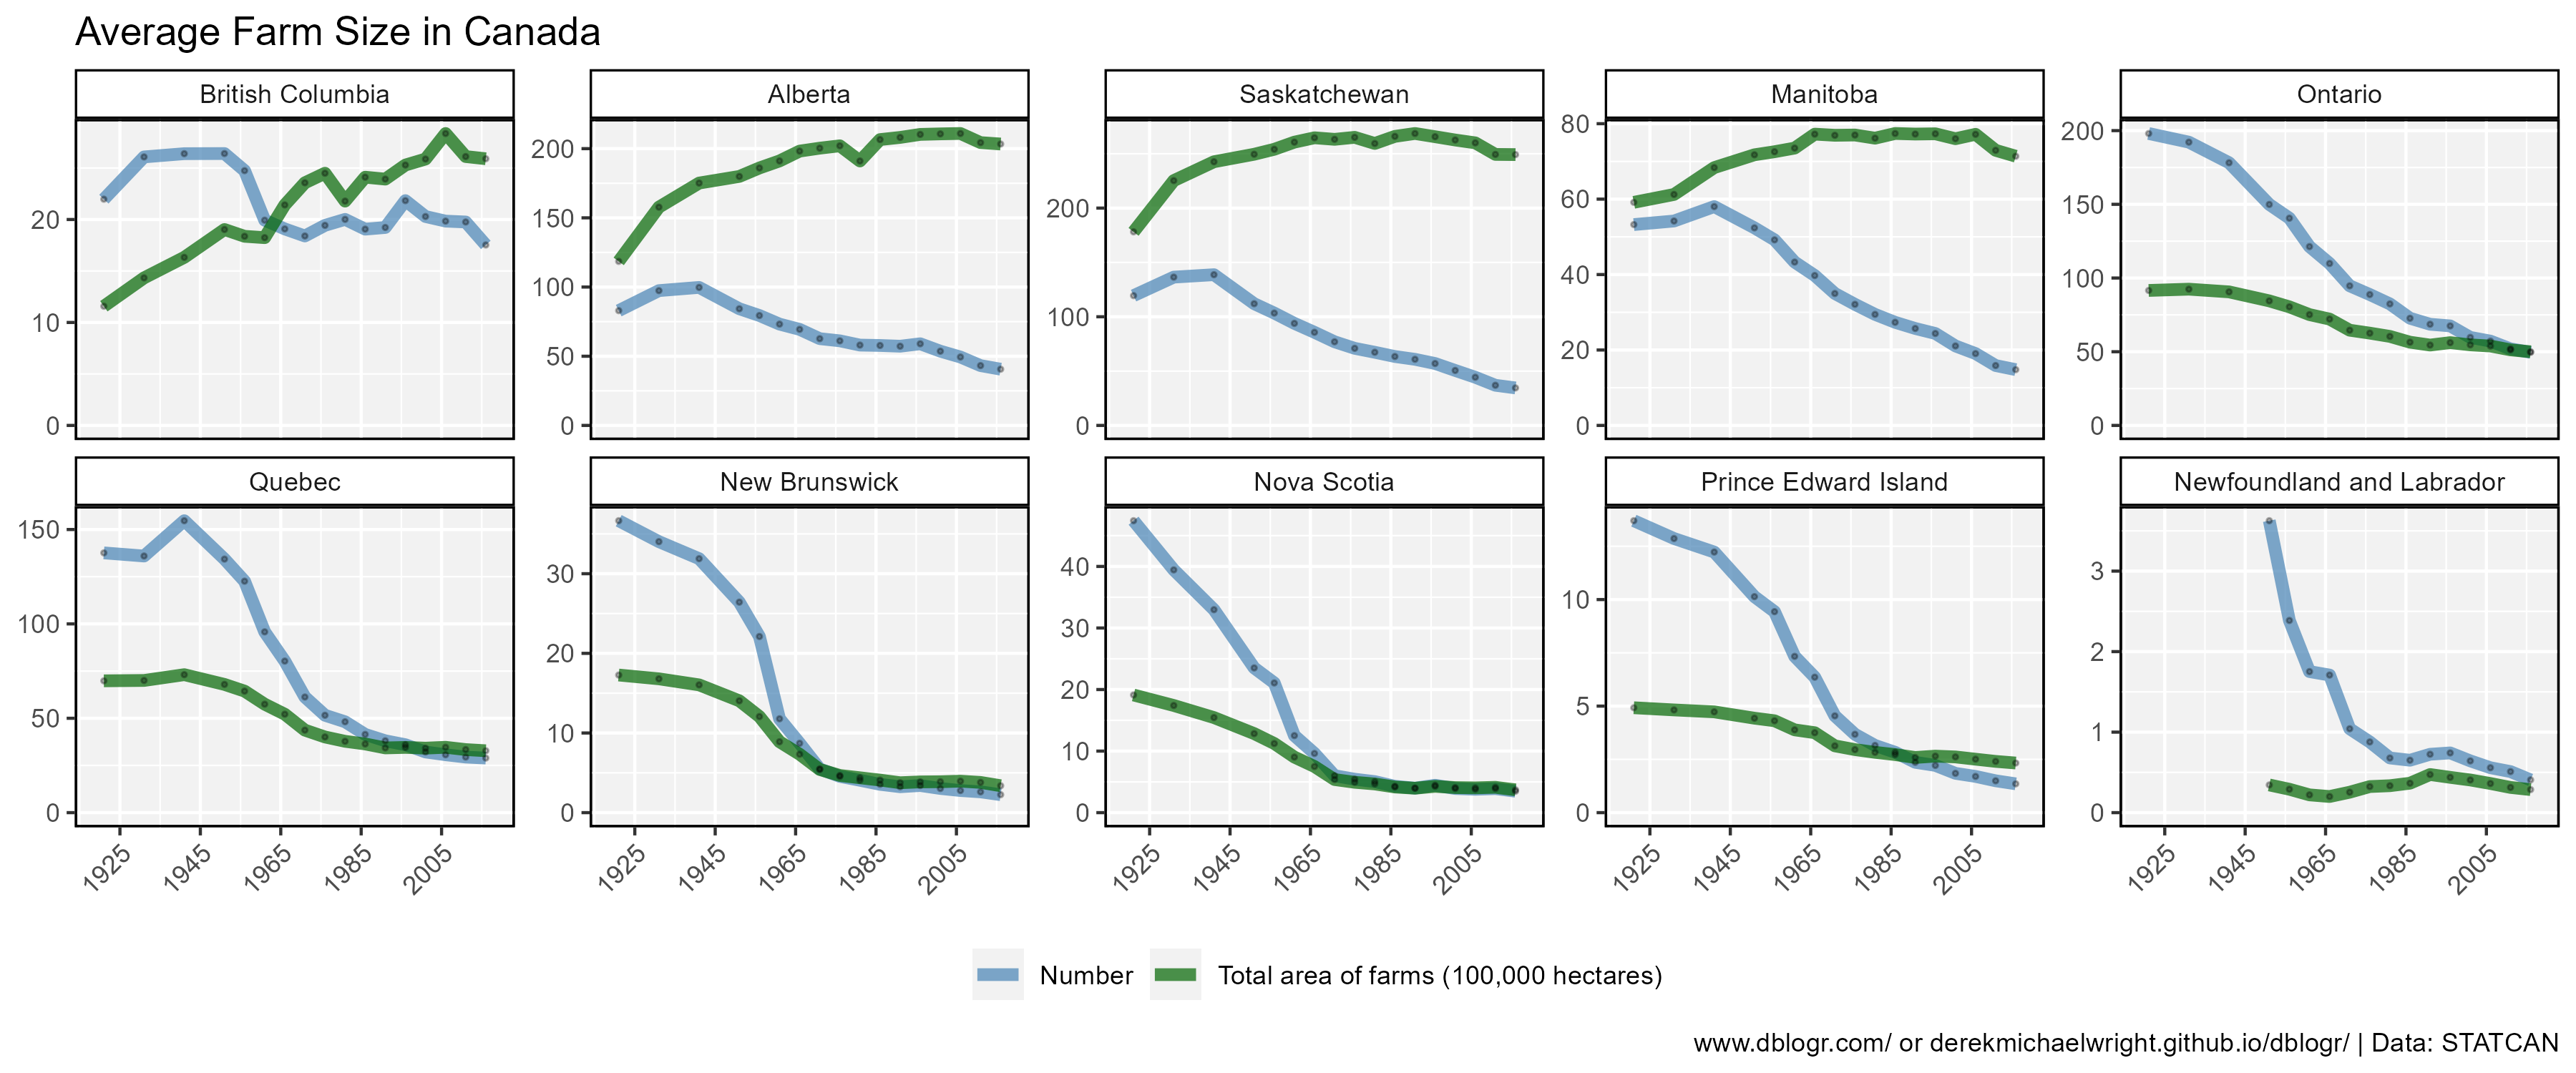 Average Farm Size in Canada
British Columbia
Alberta
Saskatchewan
Manitoba
Ontario
20
10
0
200
150
100
50
0
200
100
0
80
60
40
20
0
200
150
100
50
0
Quebec
New Brunswick
Nova Scotia
Prince Edward Island
Newfoundland and Labrador
150
100
50
0
30
20
10
0
40
30
20
10
0
10
5
0
3
2
1
0
1925 1945 1965 1985 2005
1925 1945 1965 1985 2005
1925 1945 1965 1985 2005
1925 1945 1965 1985 2005
1925 1945 1965 1985 2005
Number Total area of farms (100,000 hectares)
www.dblogr.com/ or derekmichaelwright.github.io/dblogr/ | Data: STATCAN